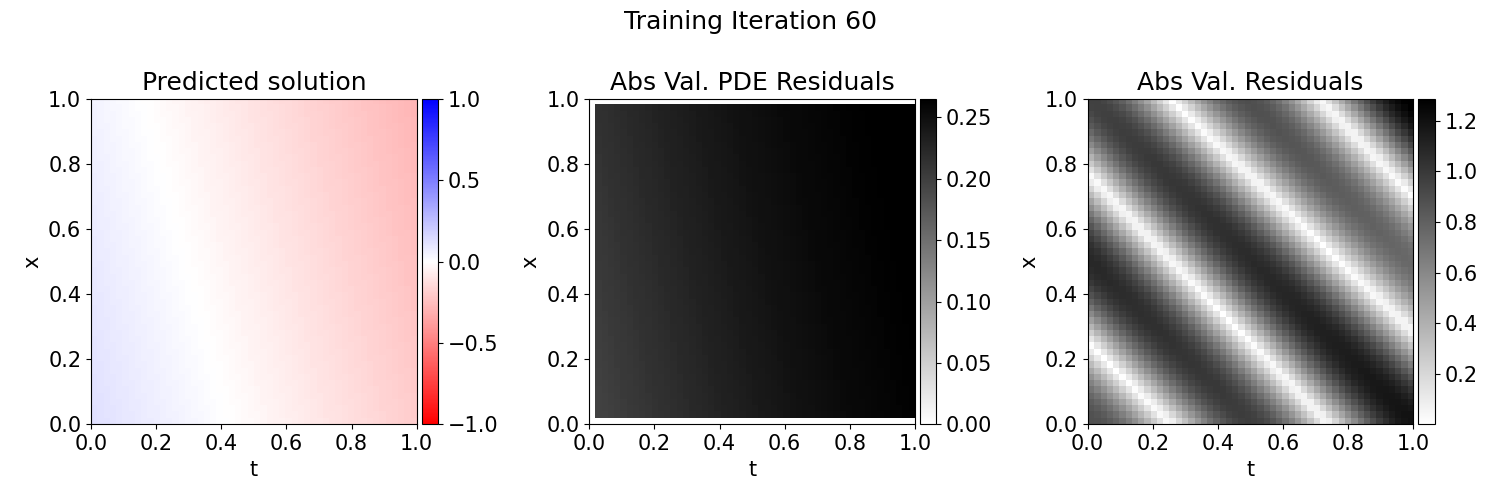 Training Iteration 60
Predicted solution
1.0
0.8
0.6
0.4
0.2
0.0
x
0.0 0.2 0.4 0.6 0.8 1.0
t
1.0
0.5
0.0
−0.5
−1.0
Abs Val. PDE Residuals
1.0
0.8
0.6
0.4
0.2
0.0
x
0.0 0.2 0.4 0.6 0.8 1.0
t
0.25
0.20
0.15
0.10
0.05
0.00
Abs Val. Residuals
1.0
0.8
0.6
0.4
0.2
0.0
x
0.0 0.2 0.4 0.6 0.8 1.0
t
1.2
1.0
0.8
0.6
0.4
0.2